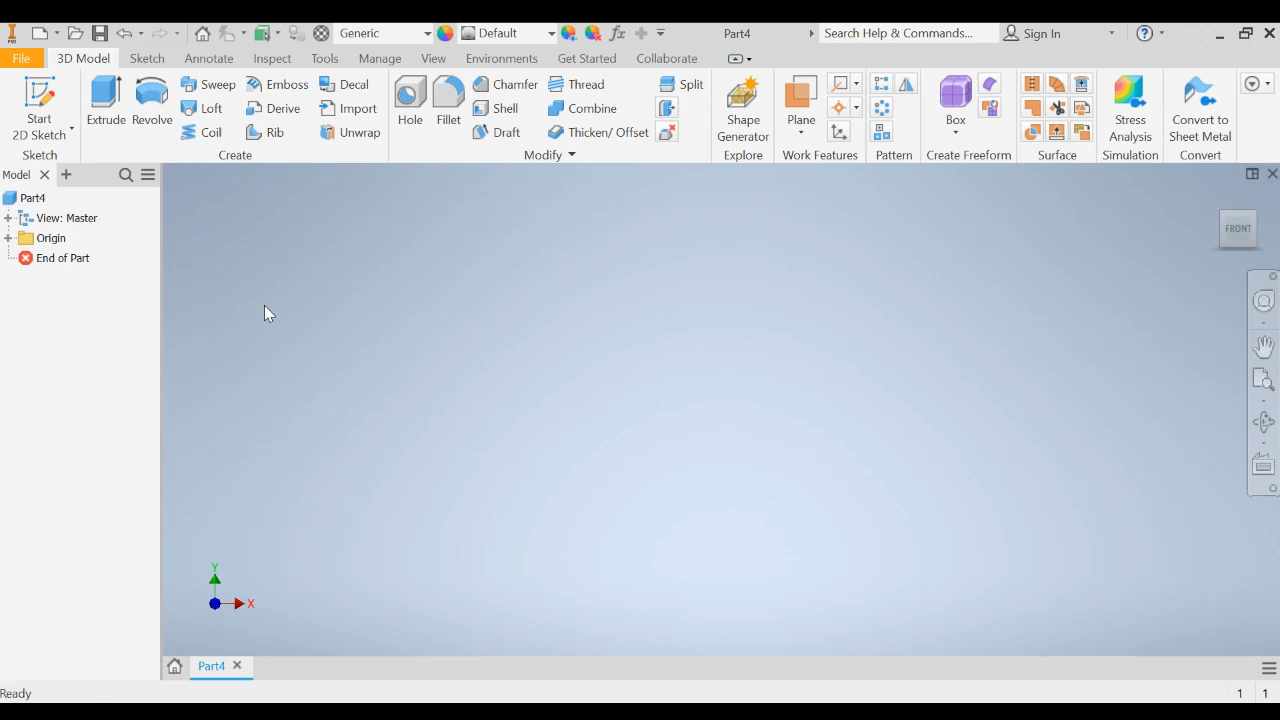 PRO
Generic
Default
fx
Part4
Search Help & Commands...
Sign In
File
3D Model
Sketch
Annotate
Inspect
Tools
Manage
View
Environments
Get Started
Collaborate
Start
2D Sketch
Extrude
Revolve
Sweep
Emboss
Decal
Loft
Derive
Import
Coil
Rib
Unwrap
Hole
Fillet
Chamfer
Thread
Split
Shell
Combine
Draft
Thicken/ Offset
Shape
Generator
Plane
Box
Stress
Analysis
Convert to
Sheet Metal
Sketch
Create
Modify
Explore
Work Features
Pattern
Create Freeform
Surface
Simulation
Convert
Model
Part4
View: Master
Origin
End of Part
FRONT
Y
X
Part4
Ready
1
1